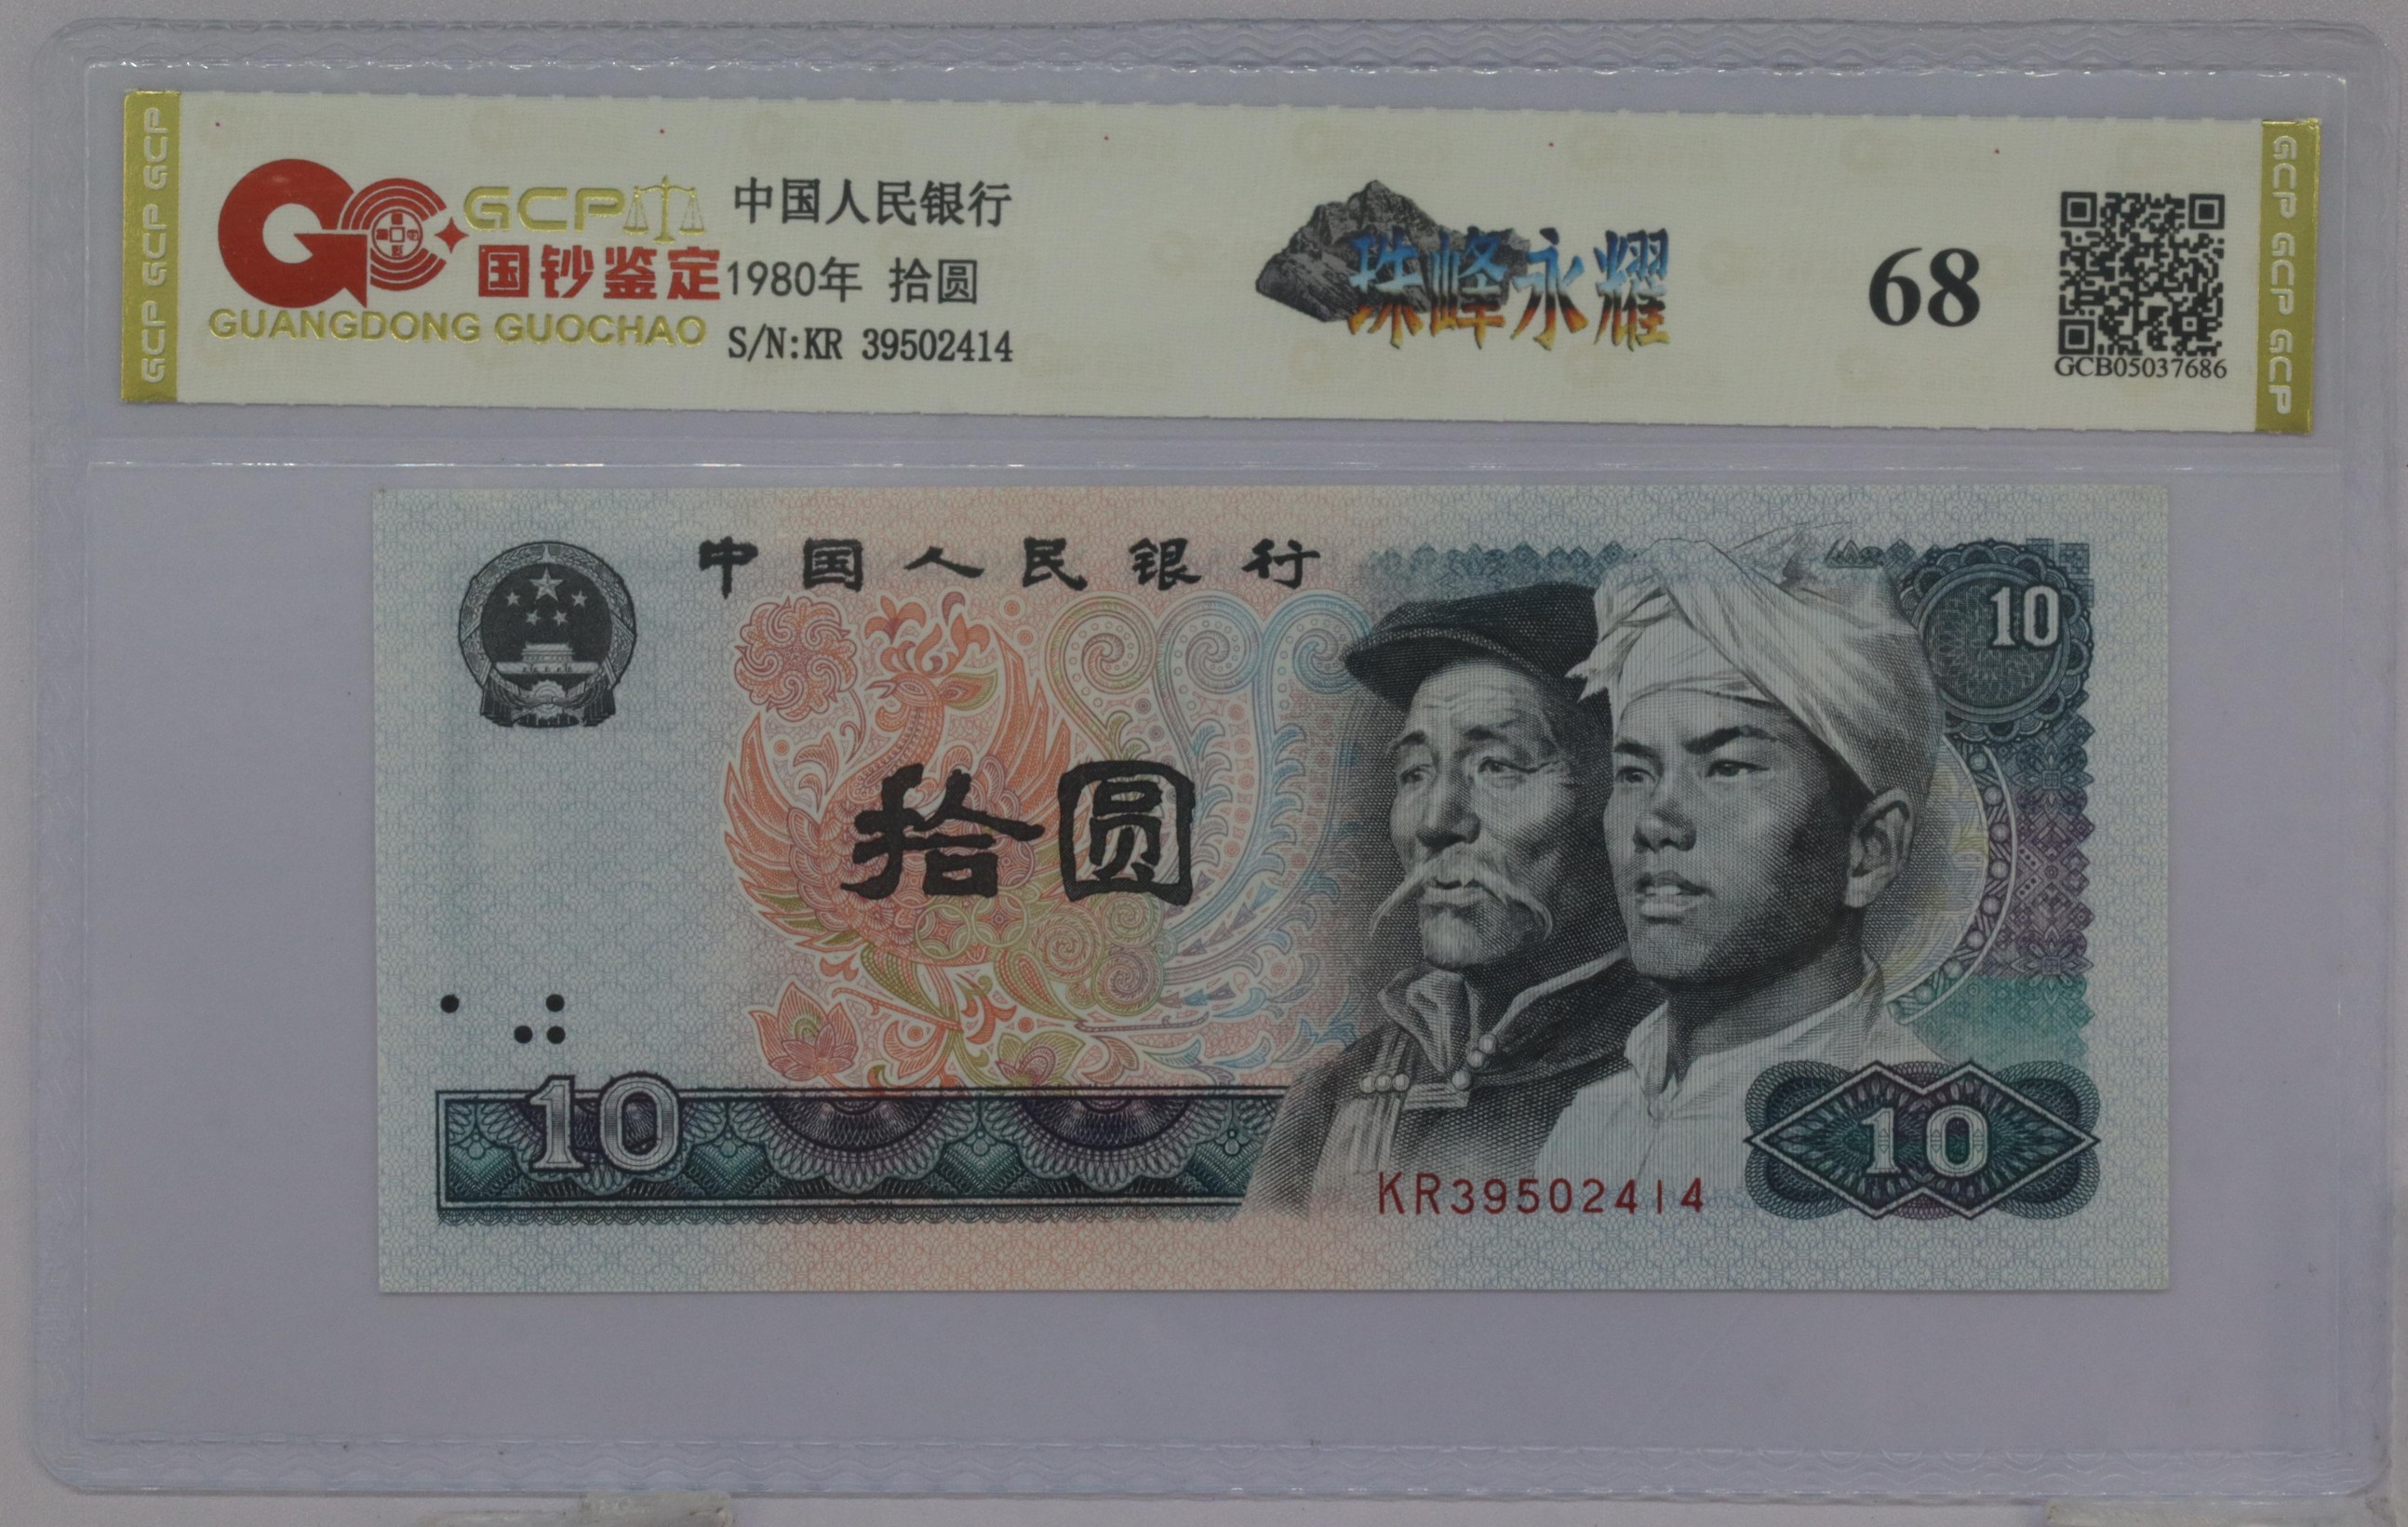 GCP GCP GCP
GCP
国钞鉴定
GUANGDONG GUOCHAO
中国人民银行
1980年 拾圆
S/N:KR 39502414
珠峰永耀
68
GCB05037686
GCP GCP GCP
中国人民银行
10
拾圆
10
KR39502414
10